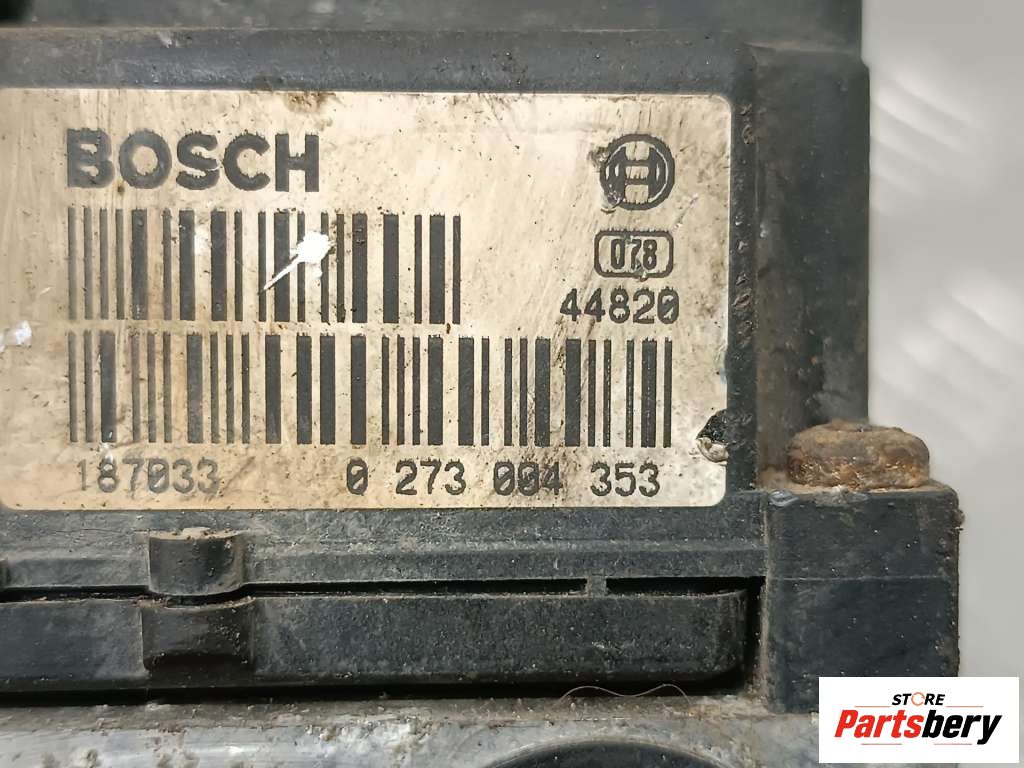 BOSCH
078
44820
187033 0 273 004 353
STORE
Partsbery